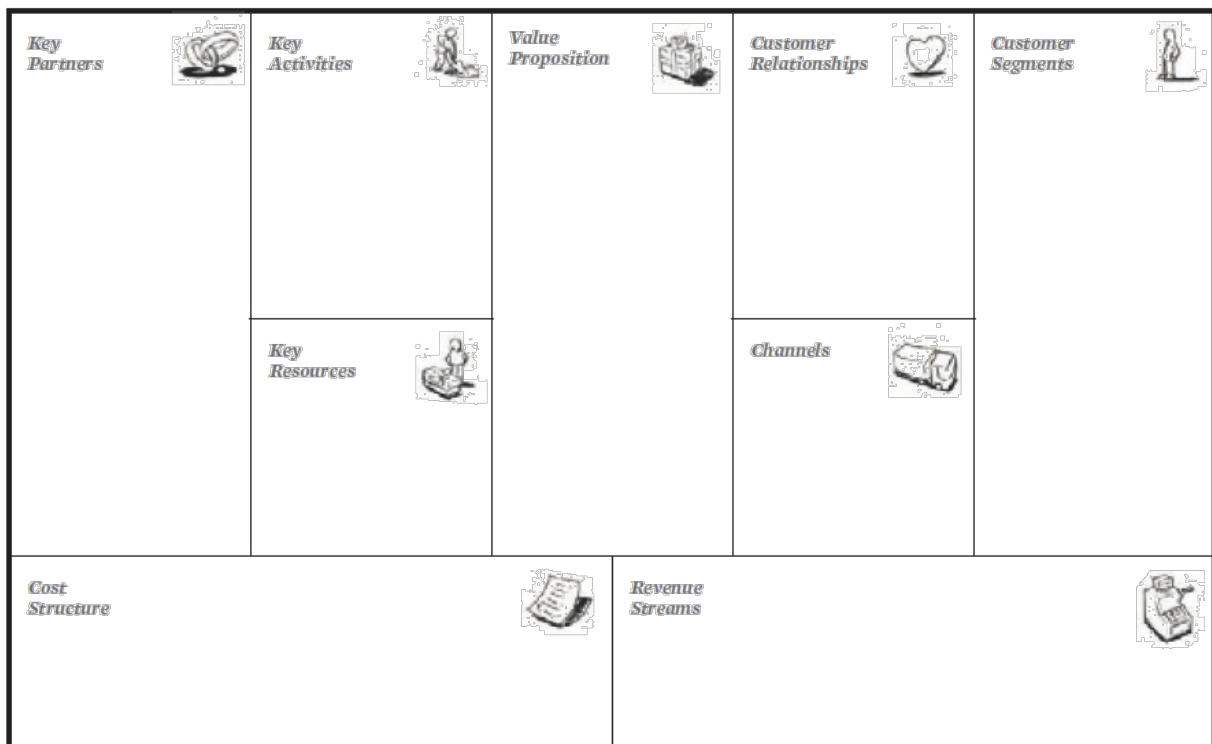 Key
Partners
Key
Activities
Value
Proposition
Customer
Relationships
Customer
Segments
Key
Resources
Channels
Cost
Structure
Revenue
Streams